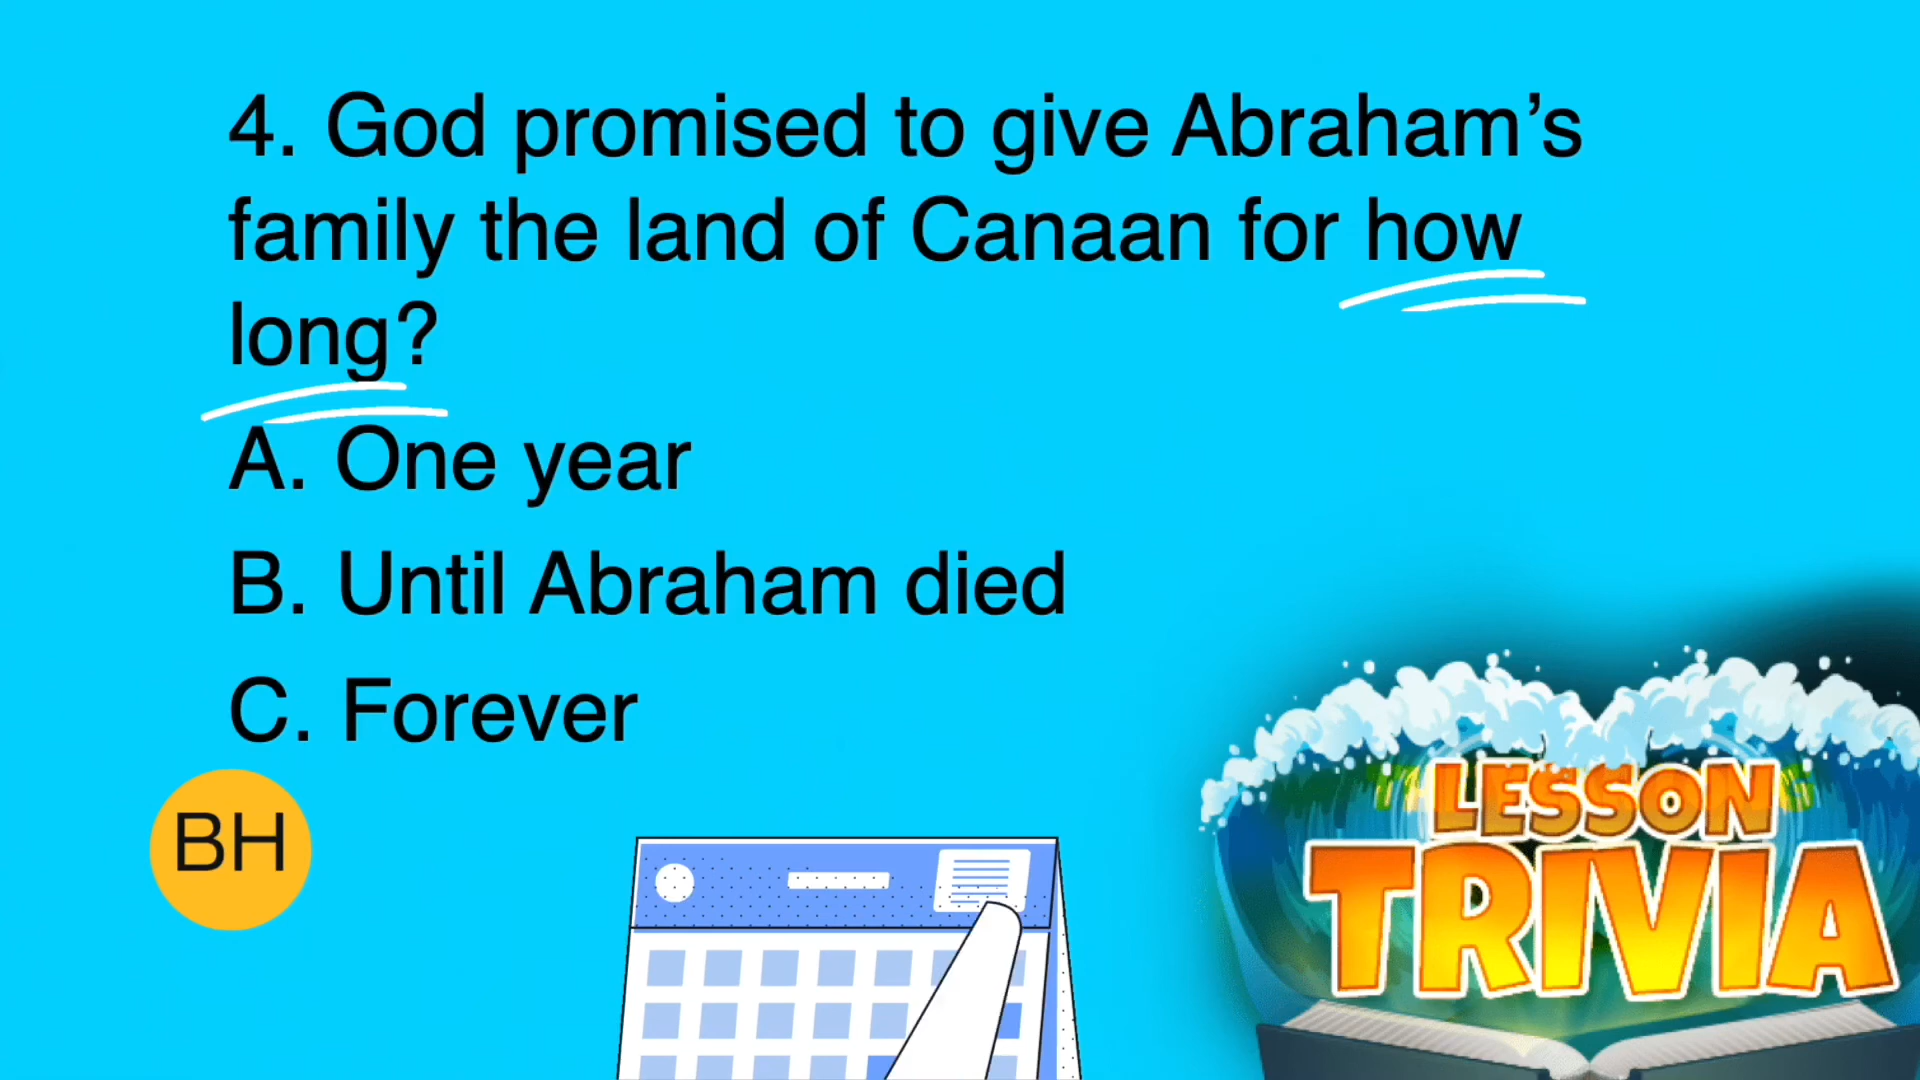 4. God promised to give Abraham’s
family the land of Canaan for how
long?
A. One year
B. Until Abraham died
C. Forever
BH
LESSON
TRIVIA